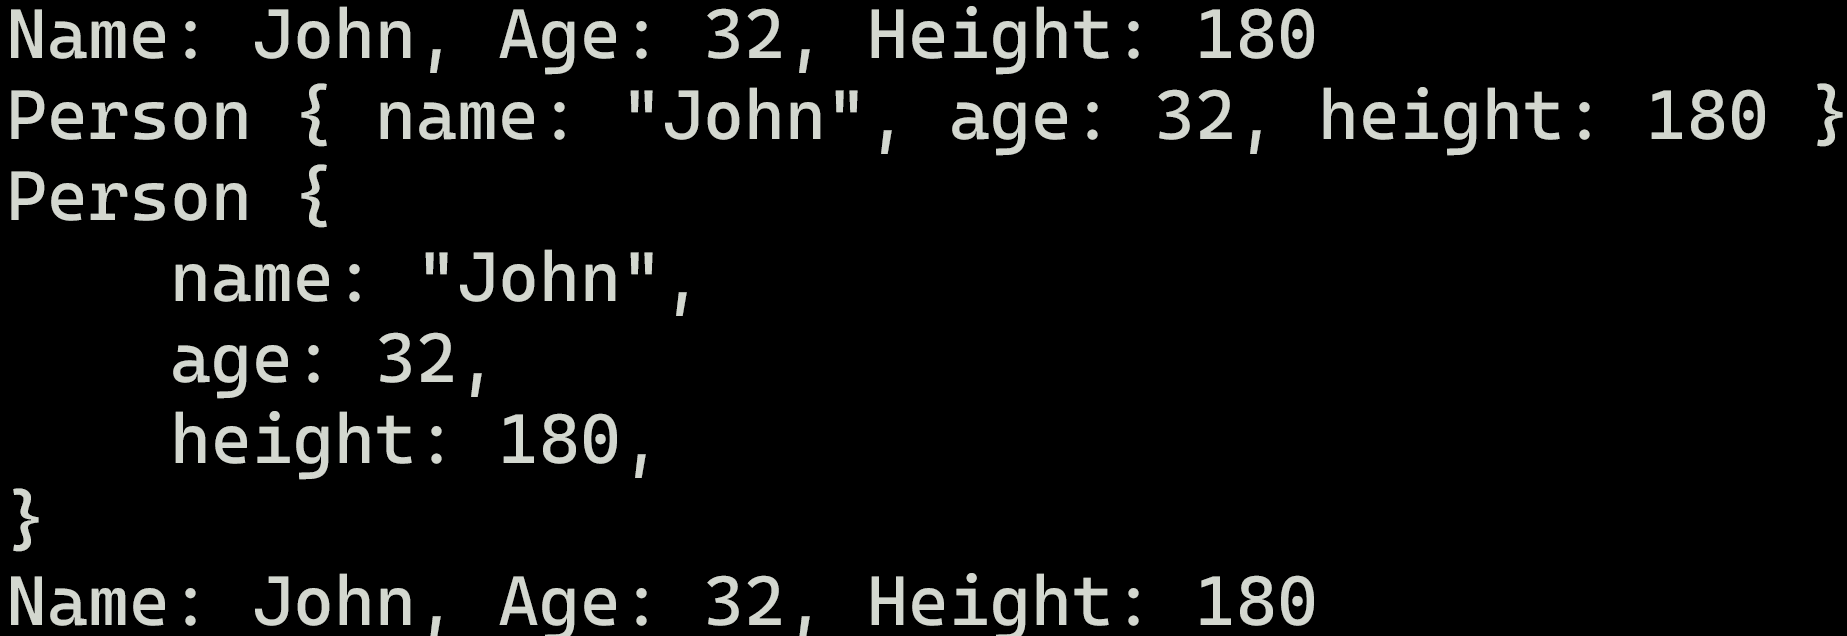 Name: John, Age: 32, Height: 180
Person { name: "John", age: 32, height: 180 }
Person {
    name: "John",
    age: 32,
    height: 180,
}
Name: John, Age: 32, Height: 180